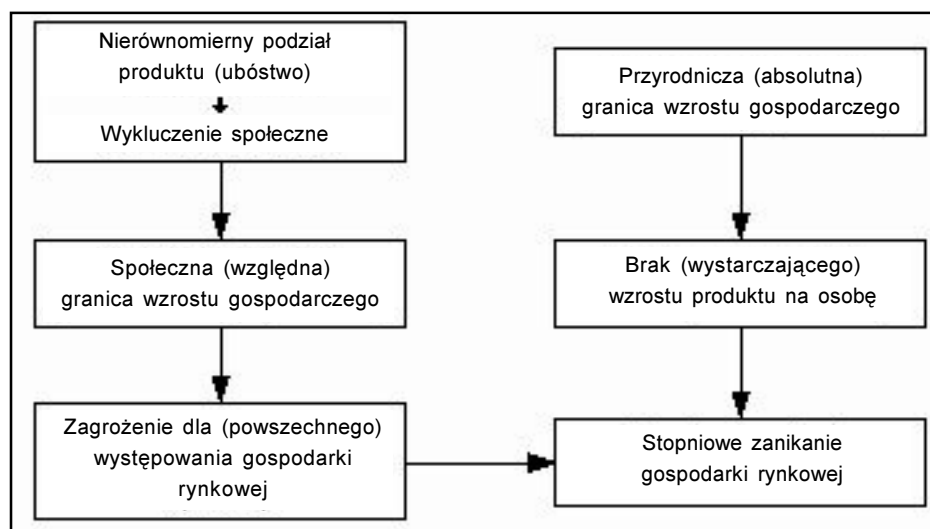 Nierównomierny podział
produktu (ubóstwo)
Wykluczenie społeczne
Społeczna (względna)
granica wzrostu gospodarczego
Zagrożenie dla (powszechnego)
występowania gospodarki
rynkowej
Przyrodnicza (absolutna)
granica wzrostu gospodarczego
Brak (wystarczającego)
wzrostu produktu na osobę
Stopniowe zanikanie
gospodarki rynkowej